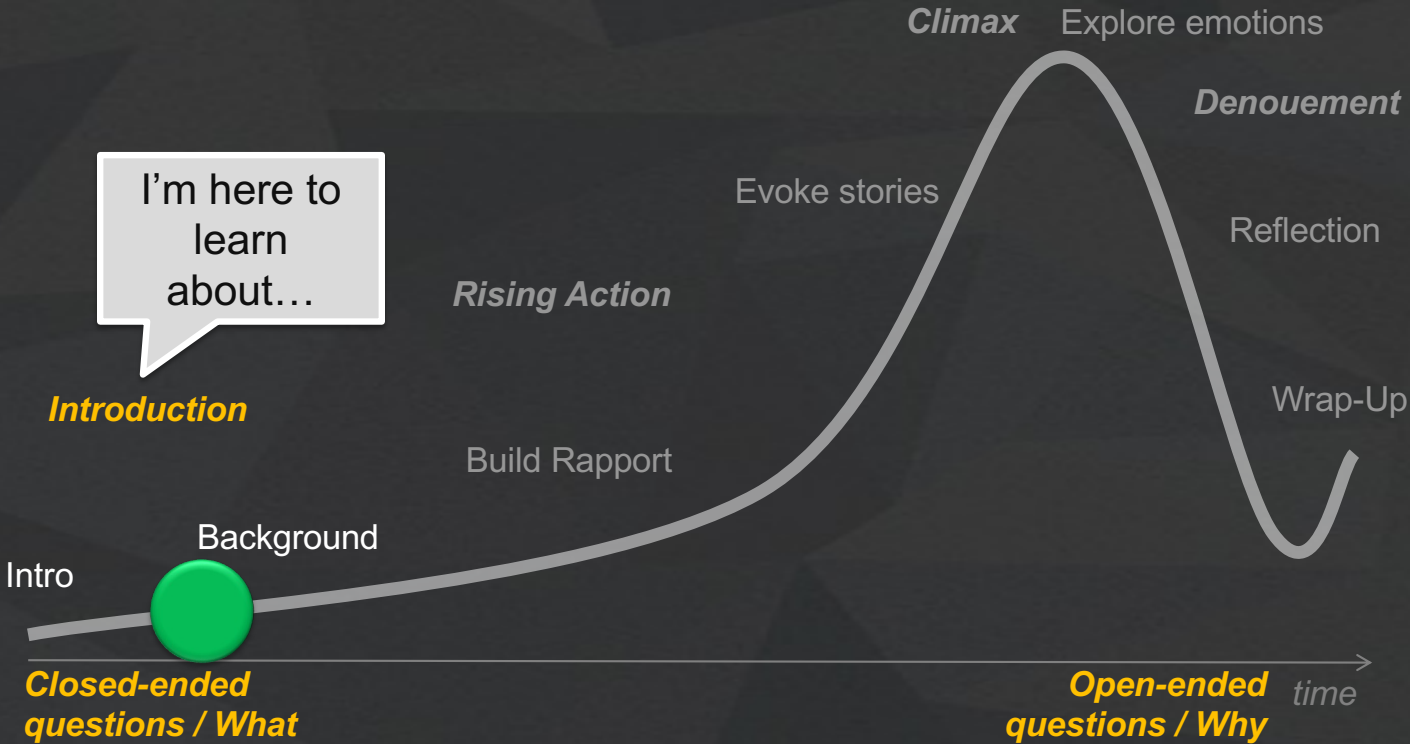 Climax Explore emotions
Denouement
I’m here to
learn
about…
Evoke stories
Reflection
Rising Action
Introduction
Wrap-Up
Build Rapport
Background
Intro
Closed-ended
questions / What
Open-ended
questions / Why
time